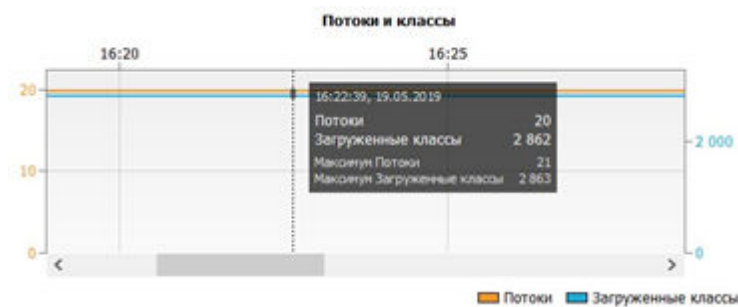 Потоки и классы
16:20 16:25
20
16:22:39, 19.05.2019
Потоки 20
Загруженные классы 2 862
2 000
Максимум Потоки 21
10
Максимум Загруженные классы 2 863
0 0
Потоки Загруженные классы